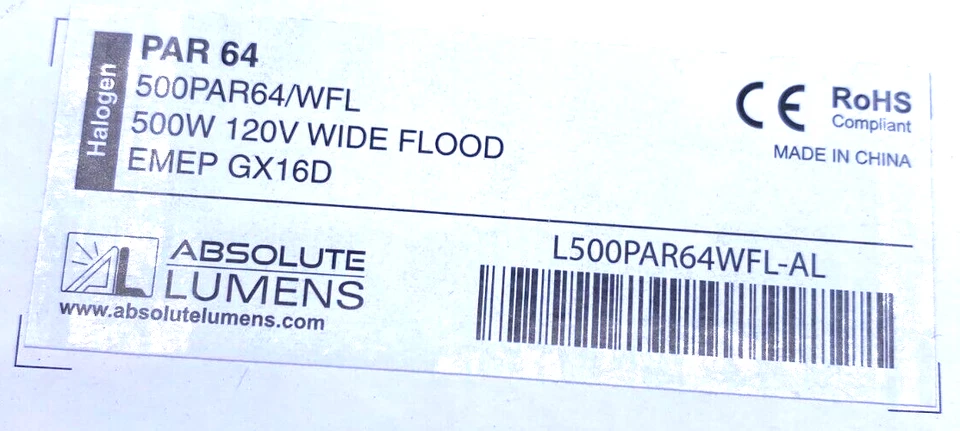 Halogen
PAR 64
500PAR64/WFL
500W 120V WIDE FLOOD
EMEP GX16D
CE RoHS
Compliant
MADE IN CHINA
AL ABSOLUTE
LUMENS
www.absolutelumens.com
L500PAR64WFL-AL